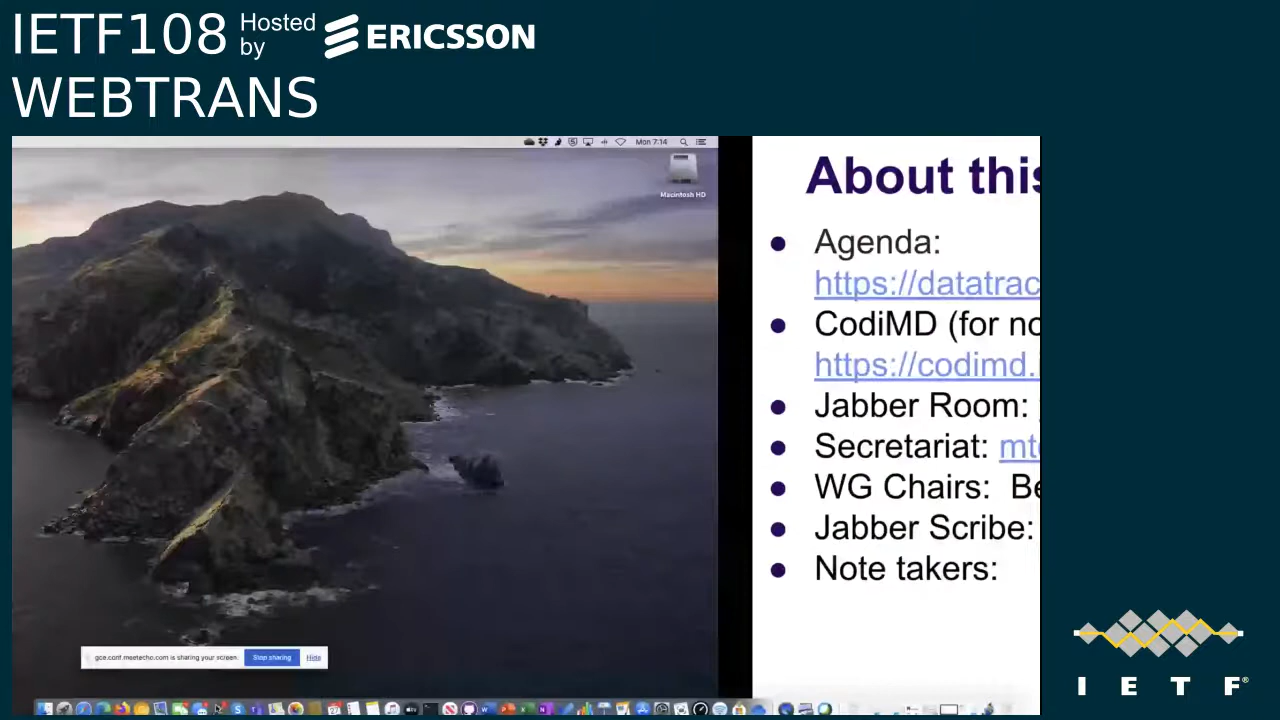 IETF108 Hosted by ERICSSON
WEBTRANS
Mon 7:14
Macintosh HD
About this
Agenda:
https://datatrac
CodiMD (for no
https://codimd.
Jabber Room:
Secretariat: mt
WG Chairs: Be
Jabber Scribe:
Note takers:
gce.conf.meetecho.com is sharing your screen. Stop sharing Hide
I E T F®